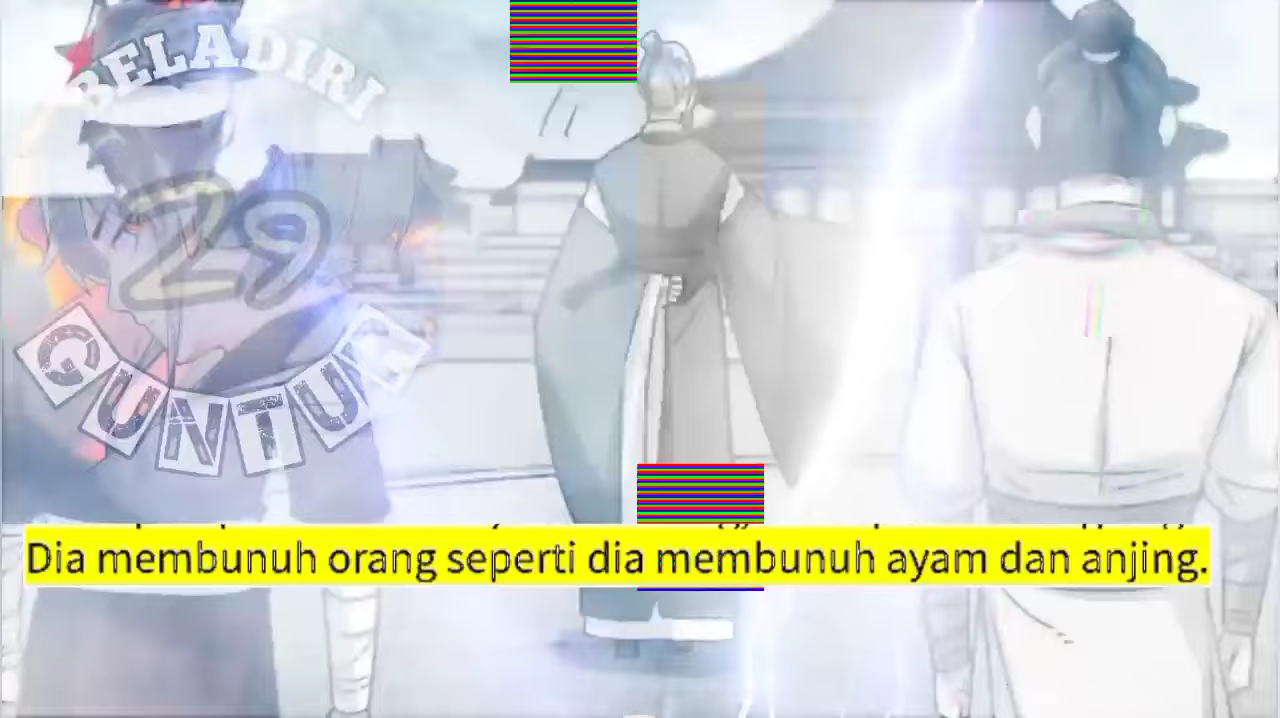 BELADIRI
29
GUNTUR
Dia membunuh orang seperti dia membunuh ayam dan anjing.